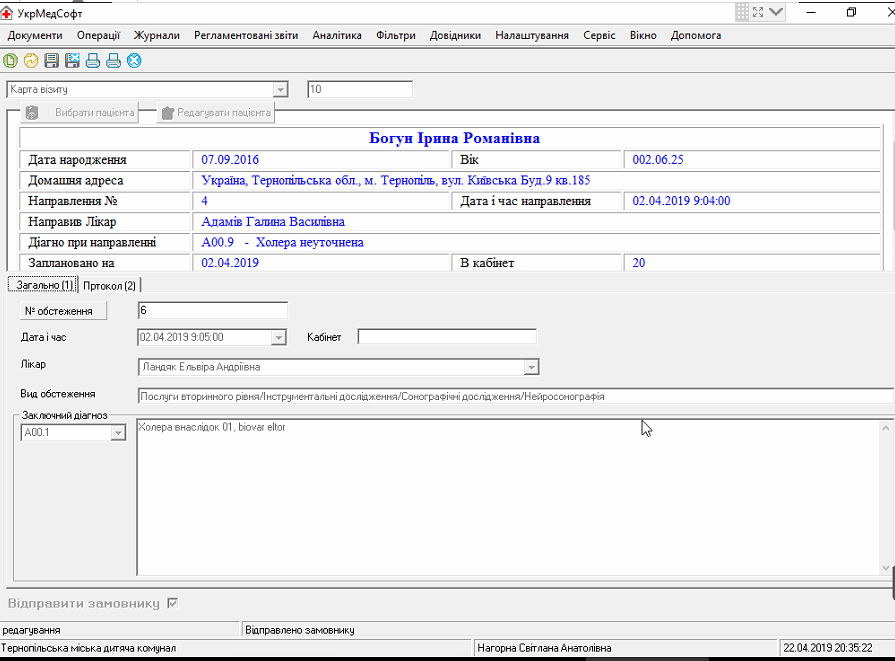 УкрМедСофт
Документи Операції Журнали Регламентовані звіти Аналітика Фільтри Довідники Налаштування Сервіс Вікно Допомога
Карта візиту 10
Вибрати пацієнта Редагувати пацієнта
Богун Ірина Романівна
Дата народження 07.09.2016 Вік 002.06.25
Домашня адреса Україна, Тернопільська обл., м. Тернопіль, вул. Київська Буд.9 кв.185
Направлення № 4 Дата і час направлення 02.04.2019 9:04:00
Направив Лікар Адамів Галина Василівна
Діагно при направленні A00.9 - Холера неуточнена
Заплановано на 02.04.2019 В кабінет 20
Загально (1) Пртокол (2)
№ обстеження 6
Дата і час 02.04.2019 9:05:00 Кабінет
Лікар Ландяк Ельвіра Андріївна
Вид обстеження Послуги вторинного рівня/Інструментальні дослідження/Сонографічні дослідження/Нейросонографія
Заключний діагноз
A00.1 Холера внаслідок 01, biovar eltor
Відправити замовнику
редагування Відправлено замовнику
Тернопільська міська дитяча комунал Нагорна Світлана Анатоліївна 22.04.2019 20:35:22